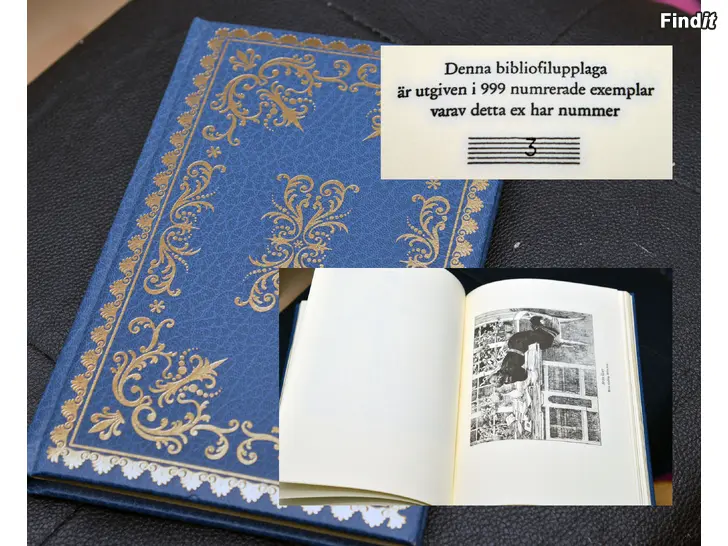 Findit
Denna bibliofilupplaga
är utgiven i 999 numrerade exemplar
varav detta ex har nummer
3